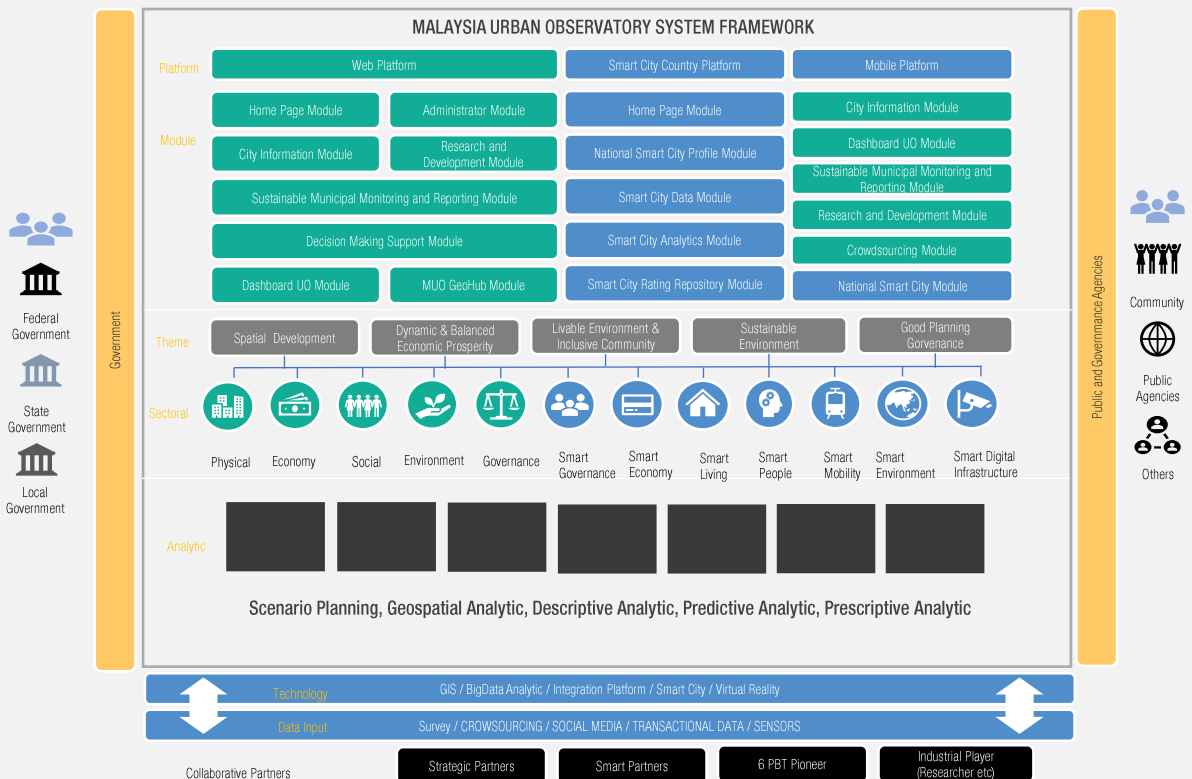 MALAYSIA URBAN OBSERVATORY SYSTEM FRAMEWORK
Platform
Web Platform
Smart City Country Platform
Mobile Platform
Module
Home Page Module
Administrator Module
City Information Module
Research and
Development Module
Sustainable Municipal Monitoring and Reporting Module
Decision Making Support Module
Dashboard UO Module
MUO GeoHub Module
Home Page Module
National Smart City Profile Module
Smart City Data Module
Smart City Analytics Module
Smart City Rating Repository Module
City Information Module
Dashboard UO Module
Sustainable Municipal Monitoring and
Reporting Module
Research and Development Module
Crowdsourcing Module
National Smart City Module
Theme
Spatial Development
Dynamic & Balanced
Economic Prosperity
Livable Environment &
Inclusive Community
Sustainable
Environment
Good Planning
Gorvenance
Sectoral
Physical
Economy
Social
Environment
Governance
Smart
Governance
Smart
Economy
Smart
Living
Smart
People
Smart
Mobility
Smart
Environment
Smart Digital
Infrastructure
Analytic
Scenario Planning, Geospatial Analytic, Descriptive Analytic, Predictive Analytic, Prescriptive Analytic
Federal
Government
State
Government
Local
Government
Government
Public and Governmance Agencies
Community
Public
Agencies
Others
Technology
GIS / BigData Analytic / Integration Platform / Smart City / Virtual Reality
Data Input
Survey / CROWSOURCING / SOCIAL MEDIA / TRANSACTIONAL DATA / SENSORS
Collaborative Partners
Strategic Partners
Smart Partners
6 PBT Pioneer
Industrial Player
(Researcher etc)